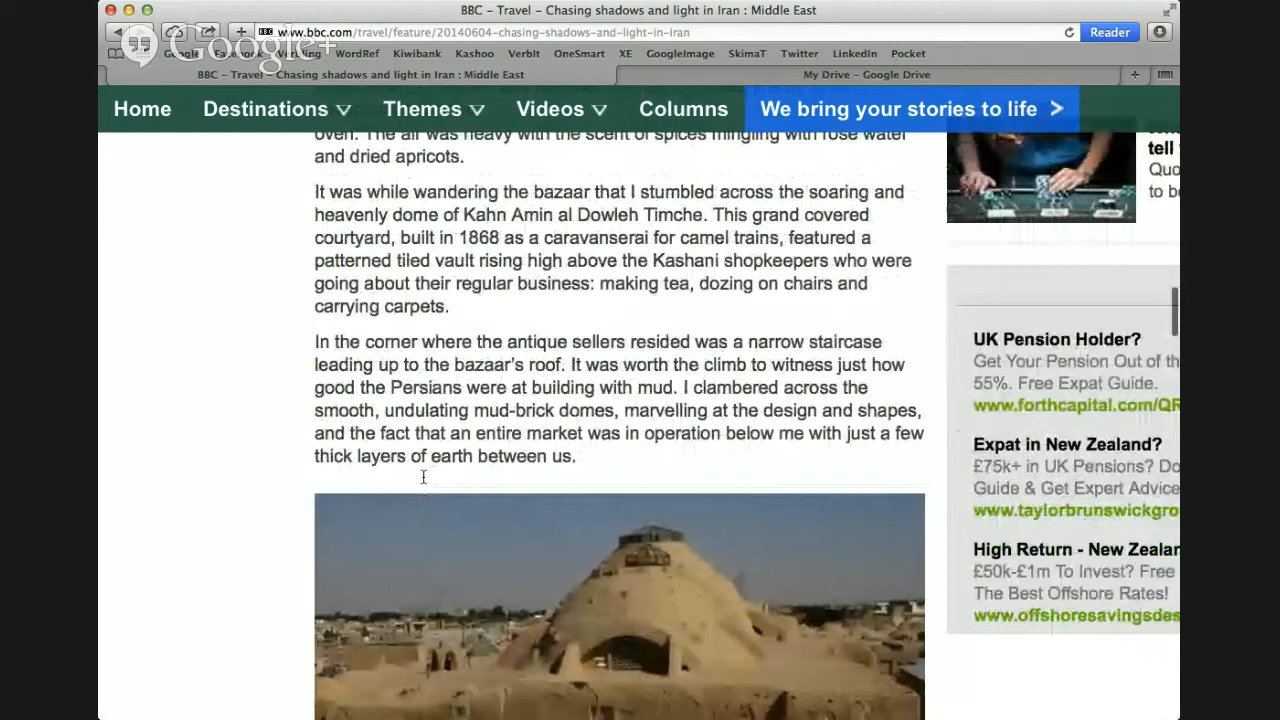 BBC – Travel – Chasing shadows and light in Iran : Middle East
BBC www.bbc.com/travel/feature/20140604-chasing-shadows-and-light-in-iran
Reader
Google+
Google Facebook WordRef Kiwibank Kashoo Verblt OneSmart XE GoogleImage SkimaT Twitter LinkedIn Pocket
BBC – Travel – Chasing shadows and light in Iran : Middle East
My Drive – Google Drive
Home Destinations Themes Videos Columns We bring your stories to life >
oven. The air was heavy with the scent of spices mingling with rose water
and dried apricots.
It was while wandering the bazaar that I stumbled across the soaring and
heavenly dome of Kahn Amin al Dowleh Timche. This grand covered
courtyard, built in 1868 as a caravanserai for camel trains, featured a
patterned tiled vault rising high above the Kashani shopkeepers who were
going about their regular business: making tea, dozing on chairs and
carrying carpets.
In the corner where the antique sellers resided was a narrow staircase
leading up to the bazaar's roof. It was worth the climb to witness just how
good the Persians were at building with mud. I clambered across the
smooth, undulating mud-brick domes, marvelling at the design and shapes,
and the fact that an entire market was in operation below me with just a few
thick layers of earth between us.
tell
Quo
to be
UK Pension Holder?
Get Your Pension Out of th
55%. Free Expat Guide.
www.forthcapital.com/QR
Expat in New Zealand?
£75k+ in UK Pensions? Do
Guide & Get Expert Advice
www.taylorbrunswickgro
High Return - New Zealan
£50k-£1m To Invest? Free
The Best Offshore Rates!
www.offshoresavingsdes